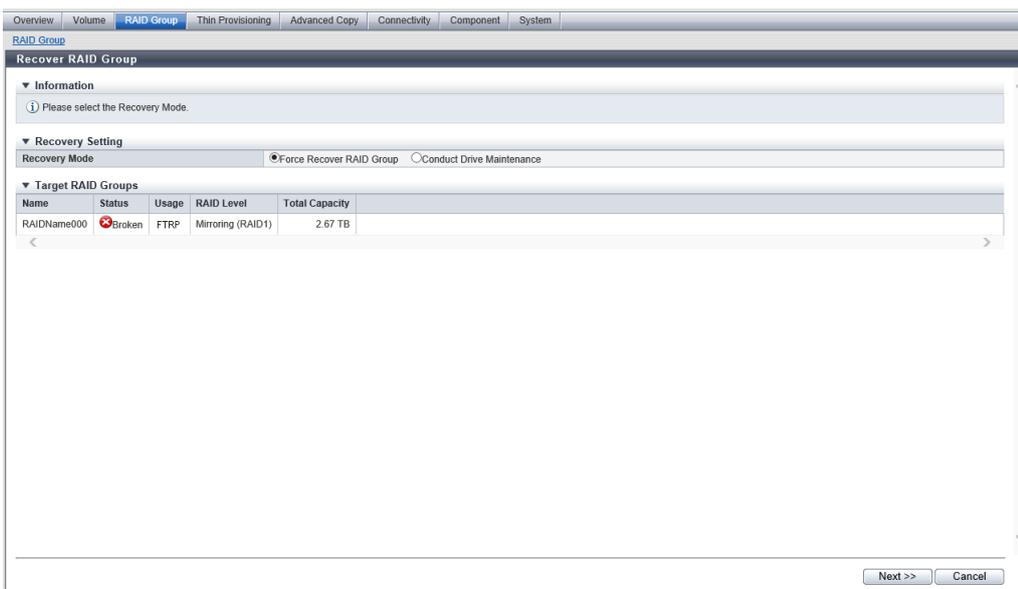 Overview Volume RAID Group Thin Provisioning Advanced Copy Connectivity Component System
RAID Group
Recover RAID Group
Information
Please select the Recovery Mode.
Recovery Setting
Recovery Mode Force Recover RAID Group Conduct Drive Maintenance
Target RAID Groups
Name Status Usage RAID Level Total Capacity
RAIDName000 Broken FTRP Mirroring (RAID1) 2.67 TB
Next >> Cancel